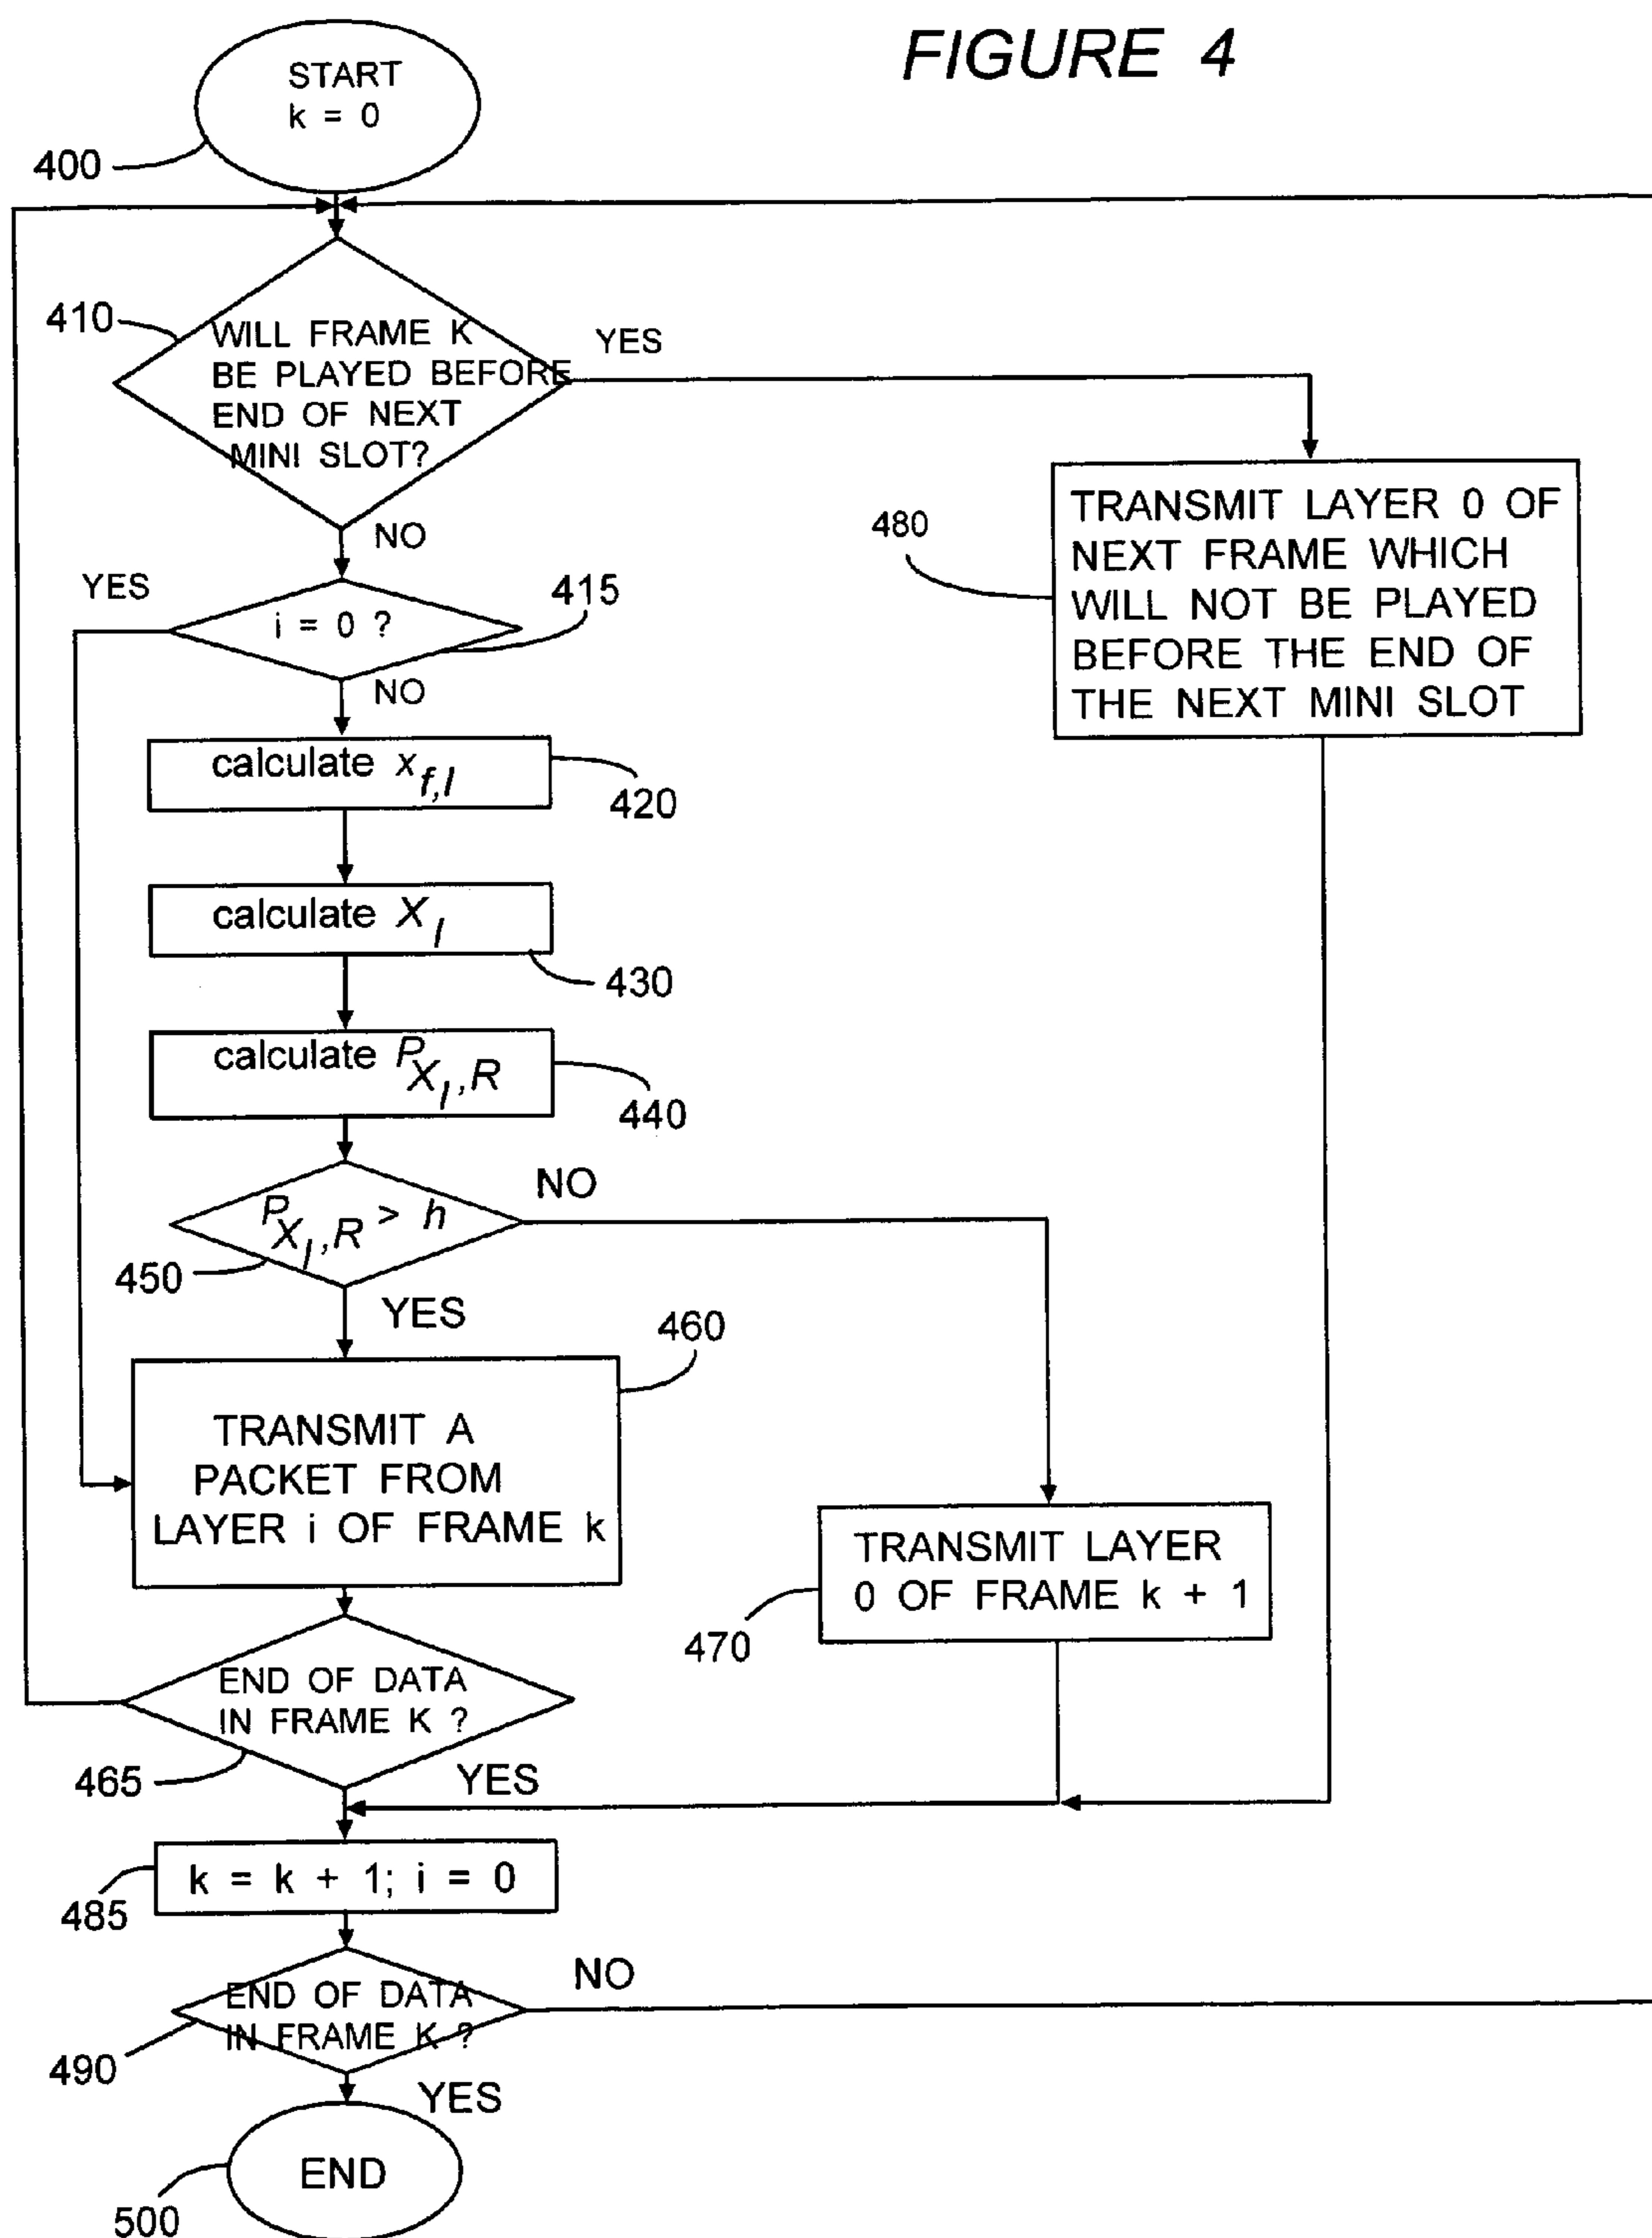 FIGURE 4
START
k = 0
400
410
WILL FRAME K
BE PLAYED BEFORE
END OF NEXT
MINI SLOT?
YES
NO
480
TRANSMIT LAYER 0 OF
NEXT FRAME WHICH
WILL NOT BE PLAYED
BEFORE THE END OF
THE NEXT MINI SLOT
YES
i = 0 ?
415
NO
calculate x f,l
420
calculate X l
430
calculate P X l ,R
440
P X l ,R > h
NO
450
YES
460
TRANSMIT A
PACKET FROM
LAYER i OF FRAME k
TRANSMIT LAYER
0 OF FRAME k + 1
470
END OF DATA
IN FRAME K ?
465
YES
k = k + 1; i = 0
485
END OF DATA
IN FRAME K ?
NO
490
YES
END
500